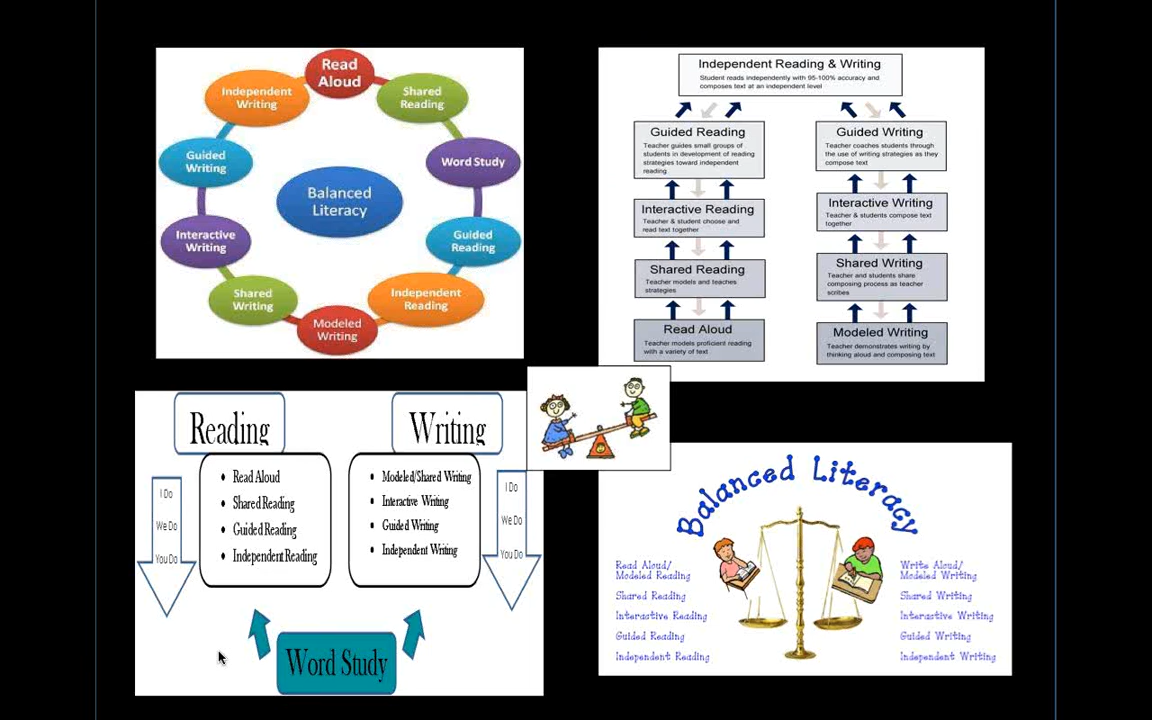 Read
Aloud
Shared
Reading
Word Study
Guided
Reading
Independent
Reading
Modeled
Writing
Shared
Writing
Interactive
Writing
Guided
Writing
Independent
Writing
Balanced
Literacy
Independent Reading & Writing
Student reads independently with 95-100% accuracy and
composes text at an independent level
Guided Reading
Teacher guides small groups of
students in development of reading
strategies toward independent
reading
Interactive Reading
Teacher & student choose and
read text together
Shared Reading
Teacher models and teaches
strategies
Read Aloud
Teacher models proficient reading
with a variety of text
Guided Writing
Teacher coaches students through
the use of writing strategies as they
compose text
Interactive Writing
Teacher & students compose text
together
Shared Writing
Teacher and students share
composing process as teacher
scribes
Modeled Writing
Teacher demonstrates writing by
thinking aloud and composing text
Reading
I Do
We Do
You Do
• Read Aloud
• Shared Reading
• Guided Reading
• Independent Reading
Writing
• Modeled/Shared Writing
• Interactive Writing
• Guided Writing
• Independent Writing
I Do
We Do
You Do
Word Study
Balanced Literacy
Read Aloud/
Modeled Reading
Shared Reading
Interactive Reading
Guided Reading
Independent Reading
Write Aloud/
Modeled Writing
Shared Writing
Interactive Writing
Guided Writing
Independent Writing